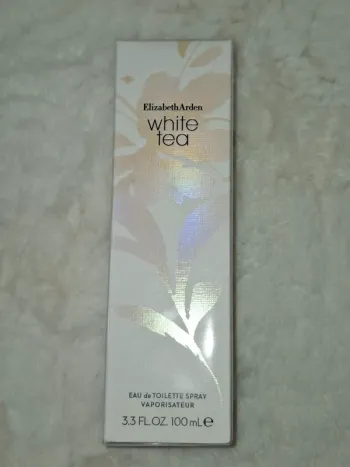 ElizabethArden
white
tea
EAU de TOILETTE SPRAY
VAPORISATEUR
3.3 FL.OZ. 100 mL e